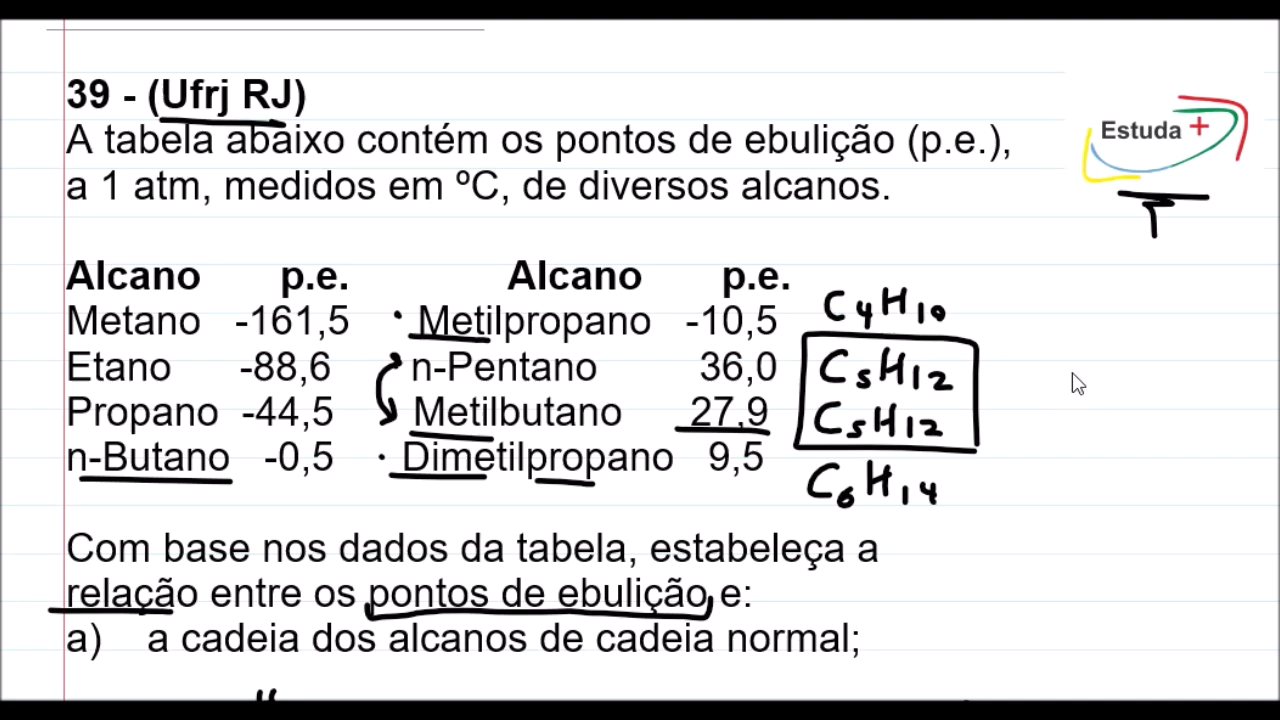 39 - (Ufrj RJ)
A tabela abaixo contém os pontos de ebulição (p.e.),
a 1 atm, medidos em ºC, de diversos alcanos.
Estuda +
Alcano p.e. Alcano p.e.
Metano -161,5 Metilpropano -10,5 C4H10
Etano -88,6 n-Pentano 36,0 C5H12
Propano -44,5 Metilbutano 27,9 C5H12
n-Butano -0,5 Dimetilpropano 9,5 C6H14
Com base nos dados da tabela, estabeleça a
relação entre os pontos de ebulição e:
a) a cadeia dos alcanos de cadeia normal;